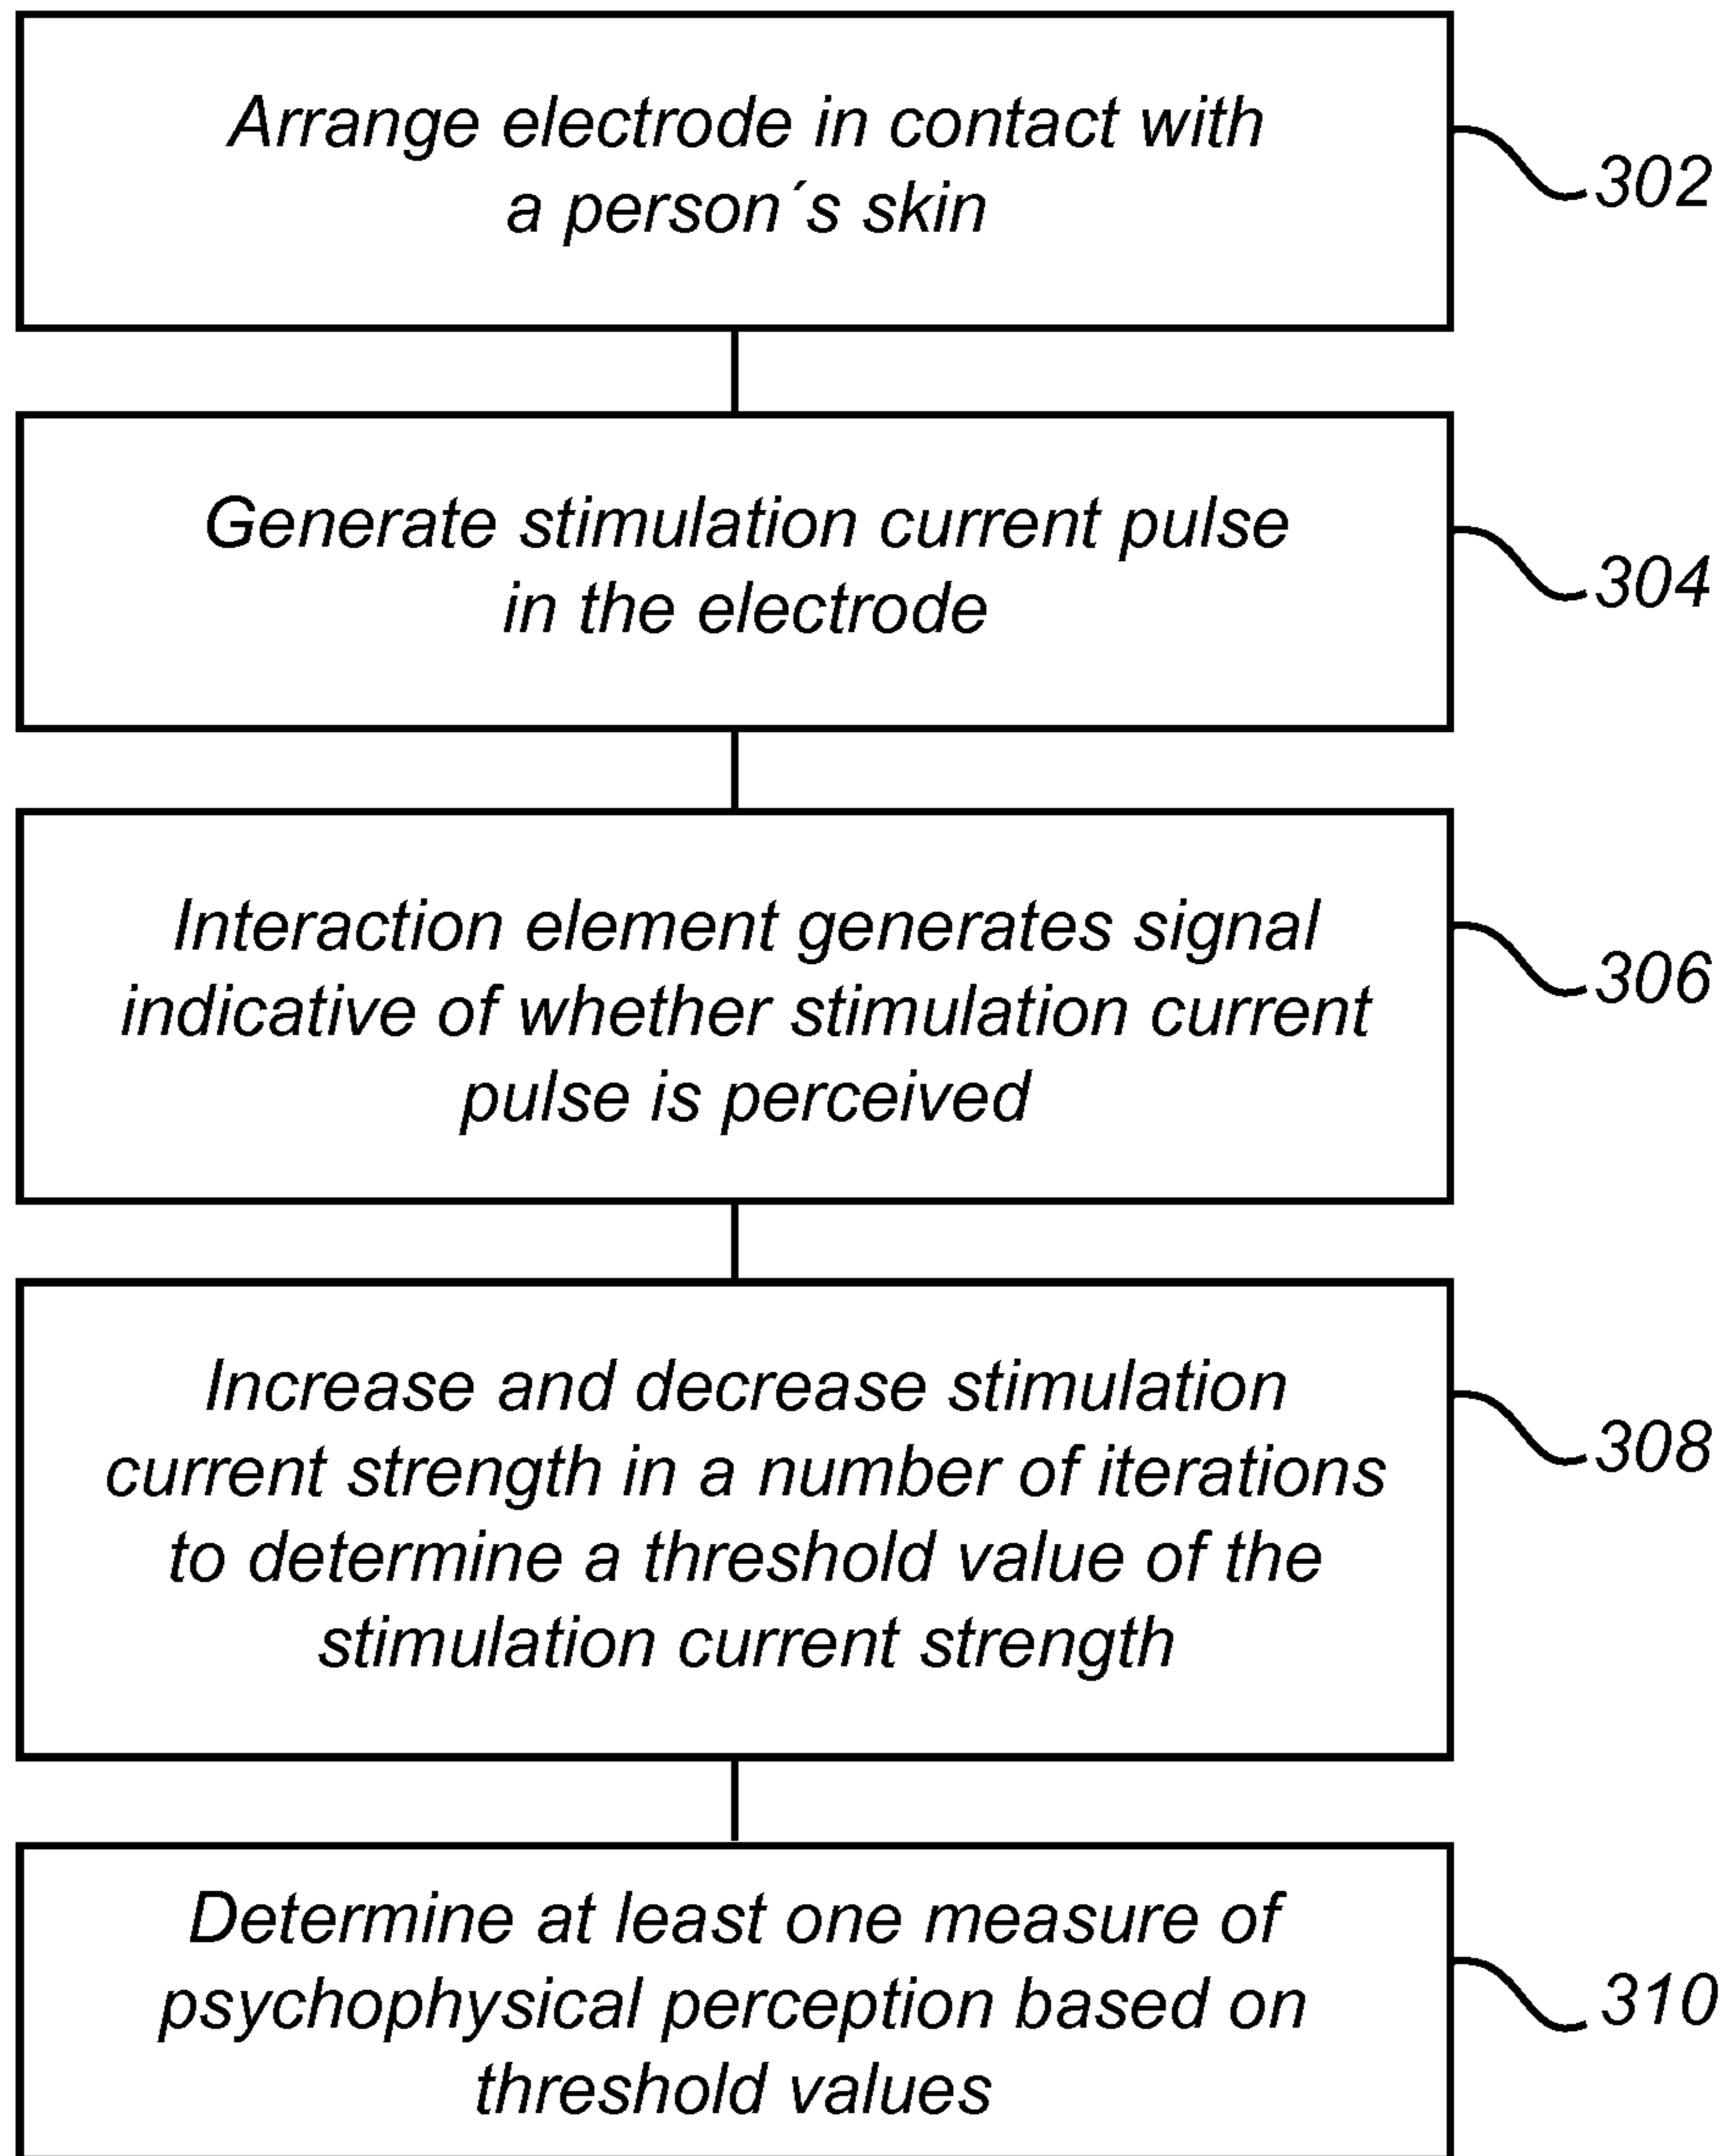 Arrange electrode in contact with
a person´s skin
302
Generate stimulation current pulse
in the electrode
304
Interaction element generates signal
indicative of whether stimulation current
pulse is perceived
306
Increase and decrease stimulation
current strength in a number of iterations
to determine a threshold value of the
stimulation current strength
308
Determine at least one measure of
psychophysical perception based on
threshold values
310